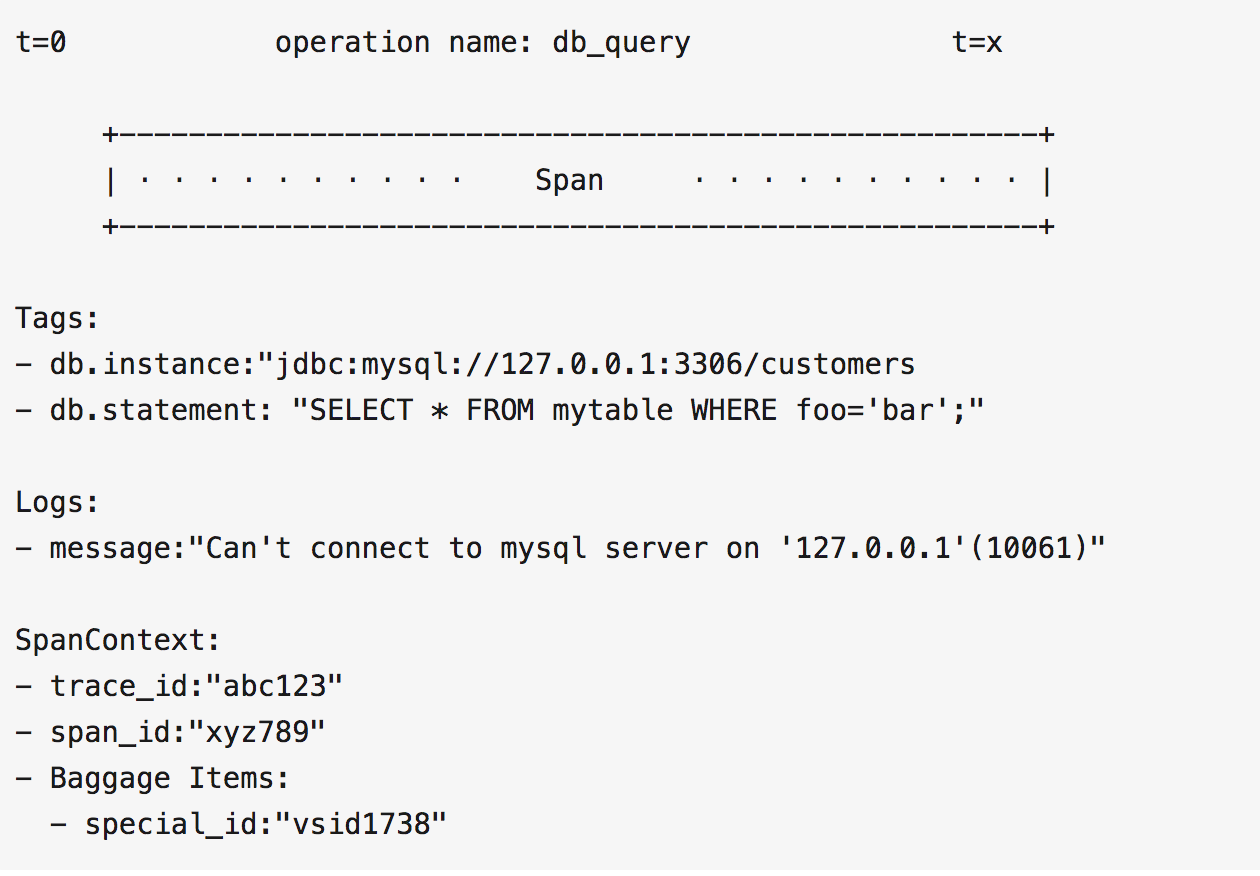 t=0            operation name: db_query               t=x
     +-----------------------------------------------------+
     | · · · · · · · · · ·    Span     · · · · · · · · · · |
     +-----------------------------------------------------+
Tags:
- db.instance:"jdbc:mysql://127.0.0.1:3306/customers
- db.statement: "SELECT * FROM mytable WHERE foo='bar';"
Logs:
- message:"Can't connect to mysql server on '127.0.0.1'(10061)"
SpanContext:
- trace_id:"abc123"
- span_id:"xyz789"
- Baggage Items:
  - special_id:"vsid1738"